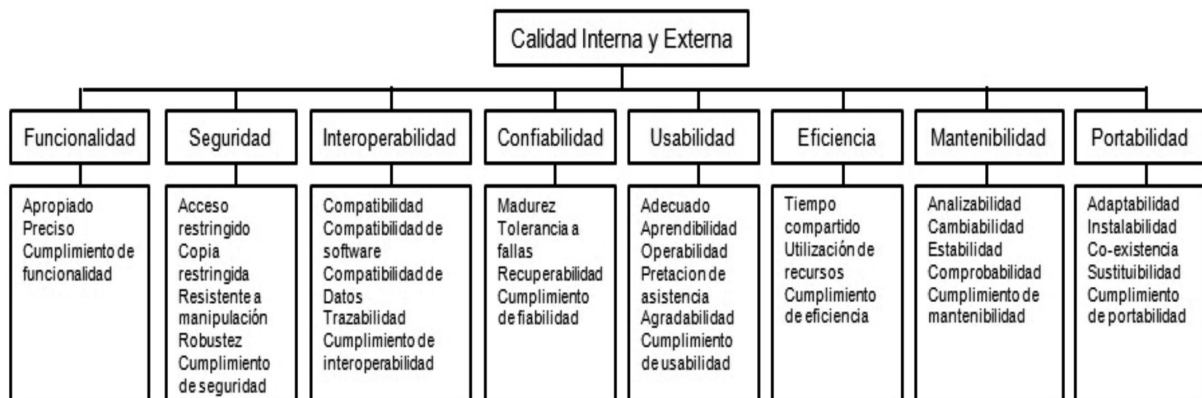 Calidad Interna y Externa
Funcionalidad
Seguridad
Interoperabilidad
Confiabilidad
Usabilidad
Eficiencia
Mantenibilidad
Portabilidad
Apropiado
Preciso
Cumplimiento de
funcionalidad
Acceso
restringido
Copia
restringida
Resistente a
manipulación
Robustez
Cumplimiento
de seguridad
Compatibilidad
Compatibilidad de
software
Compatibilidad de
Datos
Trazabilidad
Cumplimiento de
interoperabilidad
Madurez
Tolerancia a
fallas
Recuperabilidad
Cumplimiento
de fiabilidad
Adecuado
Aprendibilidad
Operabilidad
Pretacion de
asistencia
Agradabilidad
Cumplimiento
de usabilidad
Tiempo
compartido
Utilización de
recursos
Cumplimiento
de eficiencia
Analizabilidad
Cambiabilidad
Estabilidad
Comprobabilidad
Cumplimiento de
mantenibilidad
Adaptabilidad
Instalabilidad
Co-existencia
Sustituibilidad
Cumplimiento
de portabilidad